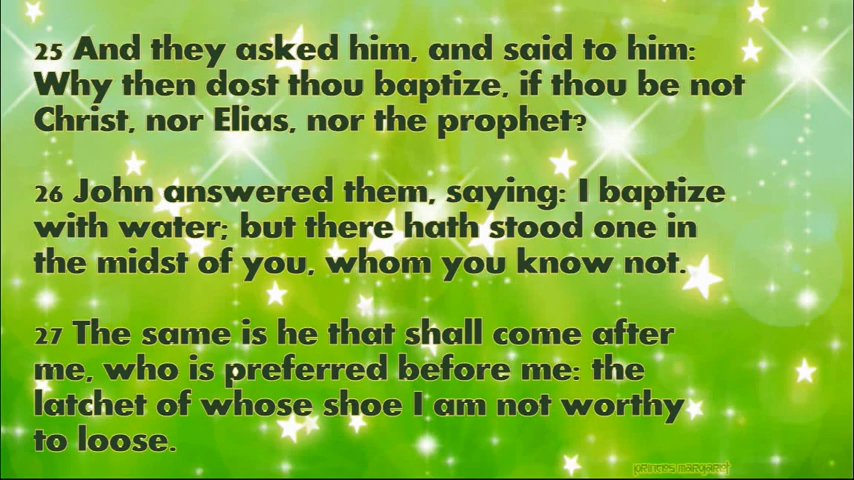 25 And they asked him, and said to him:
Why then dost thou baptize, if thou be not
Christ, nor Elias, nor the prophet?
26 John answered them, saying: I baptize
with water; but there hath stood one in
the midst of you, whom you know not.
27 The same is he that shall come after
me, who is preferred before me: the
latchet of whose shoe I am not worthy
to loose.
princes margaret